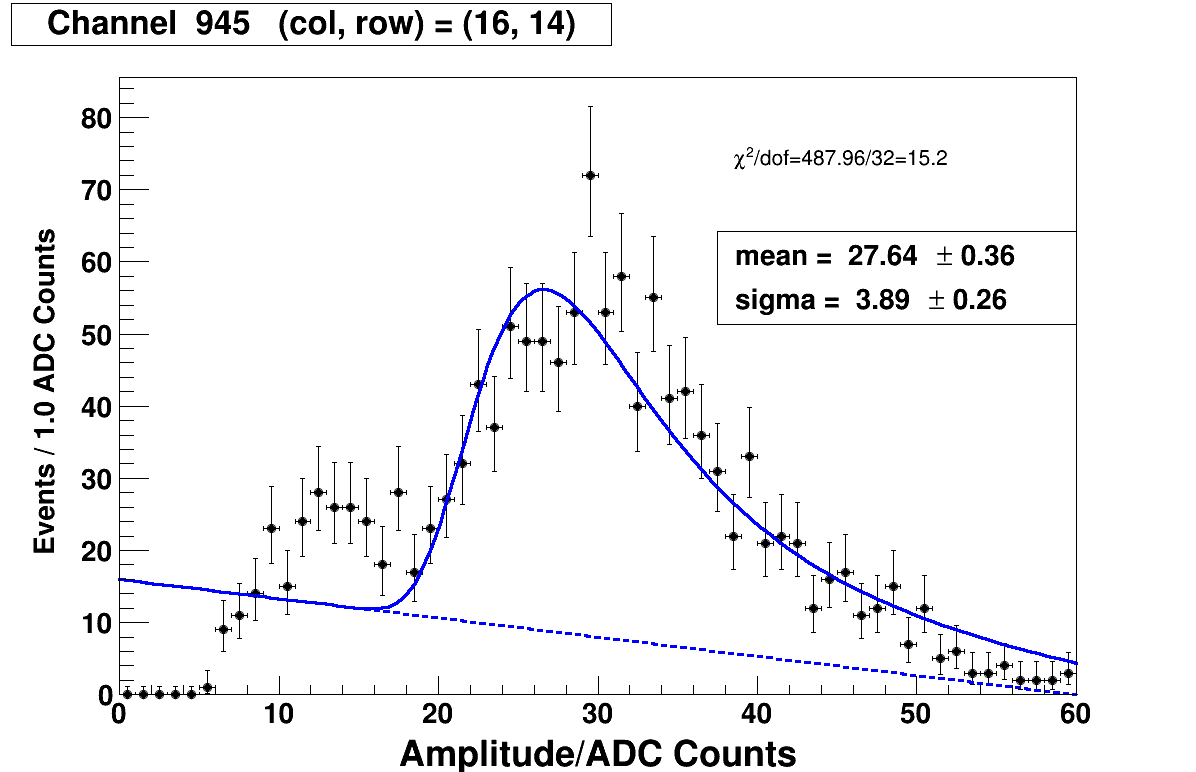 Channel 945 (col, row) = (16, 14)
χ²/dof=487.96/32=15.2
mean = 27.64 ± 0.36
sigma = 3.89 ± 0.26
Events / 1.0 ADC Counts
80
70
60
50
40
30
20
10
0
0 10 20 30 40 50 60
Amplitude/ADC Counts